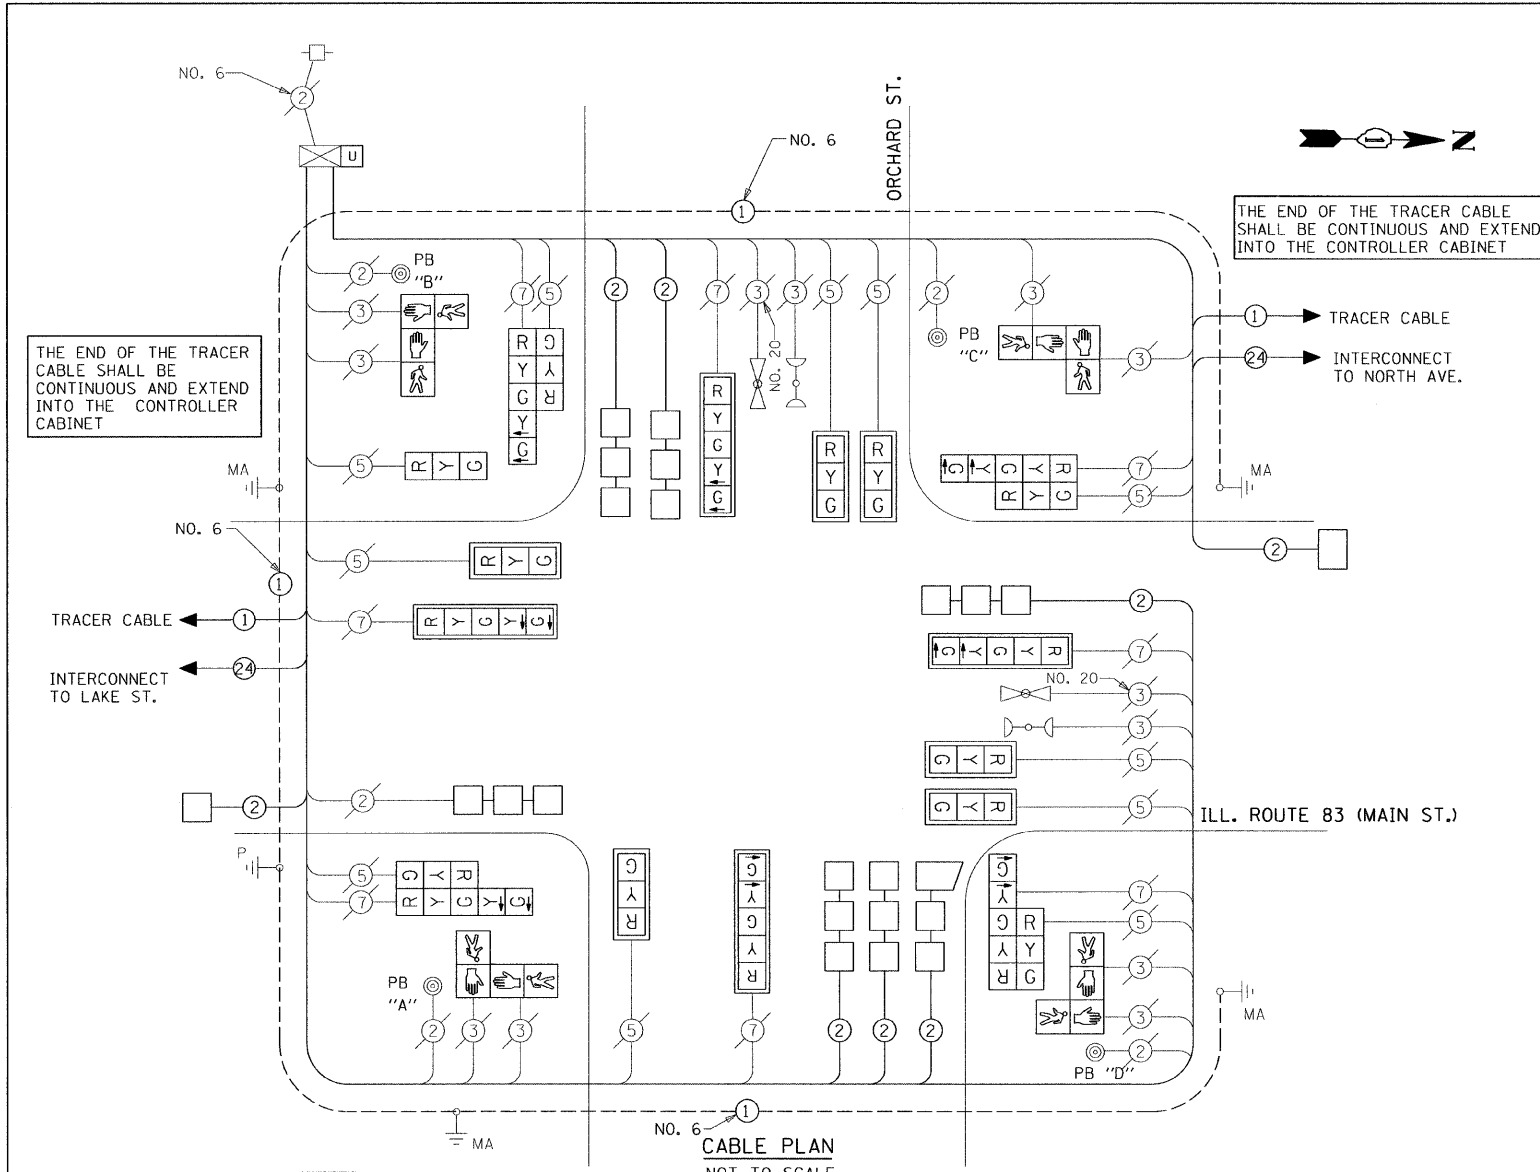 NO. 6
2
U
NO. 6
1
ORCHARD ST.
N
THE END OF THE TRACER CABLE
SHALL BE CONTINUOUS AND EXTEND
INTO THE CONTROLLER CABINET
2
PB
"B"
3
3
7
5
2
2
7
3
NO. 20
3
5
5
2
PB
"C"
3
3
1
TRACER CABLE
24
INTERCONNECT
TO NORTH AVE.
THE END OF THE TRACER
CABLE SHALL BE
CONTINUOUS AND EXTEND
INTO THE CONTROLLER
CABINET
R Y G Y G
G Y R
R Y G Y G
R Y G
R Y G
5
R Y G
MA
G Y G Y R
7
R Y G
5
MA
NO. 6
1
5
R Y G
2
TRACER CABLE
1
7
R Y G Y G
2
INTERCONNECT
TO LAKE ST.
24
G Y G Y R
7
NO. 20
3
3
G Y R
5
G Y R
5
2
2
ILL. ROUTE 83 (MAIN ST.)
P
5
G Y R
7
R Y G Y G
G Y R
G Y G Y R
G Y G Y R
7
R Y G
5
3
3
PB
"A"
2
3
3
5
7
2
2
2
PB "D"
2
MA
MA
NO. 6
1
CABLE PLAN
NOT TO SCALE